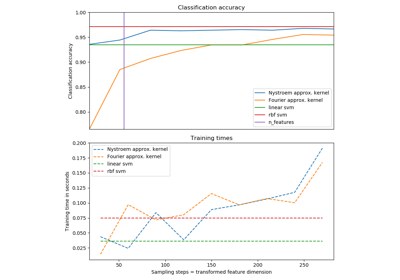 Classification accuracy
1.00
0.95
0.90
0.85
0.80
Classification accuracy
Nystroem approx. kernel
Fourier approx. kernel
linear svm
rbf svm
n_features
Training times
0.200
0.175
0.150
0.125
0.100
0.075
0.050
0.025
Training time in seconds
Nystroem approx. kernel
Fourier approx. kernel
linear svm
rbf svm
50 100 150 200 250
Sampling steps = transformed feature dimension